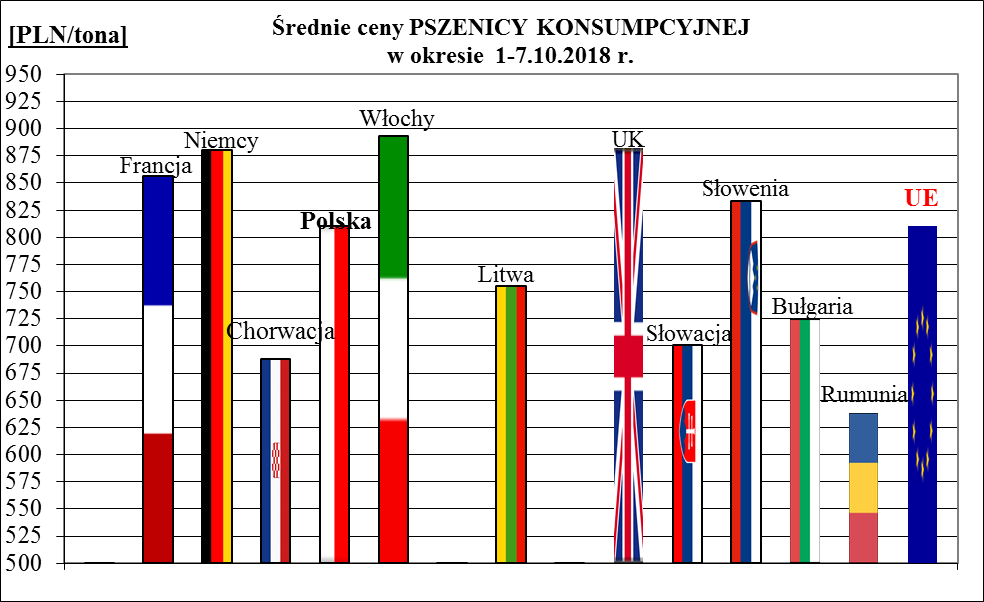 Średnie ceny PSZENICY KONSUMPCYJNEJ
w okresie 1-7.10.2018 r.
[PLN/tona]
950
925
900
875
850
825
800
775
750
725
700
675
650
625
600
575
550
525
500
Francja
Niemcy
Chorwacja
Polska
Włochy
Litwa
UK
Słowacja
Słowenia
Bułgaria
Rumunia
UE